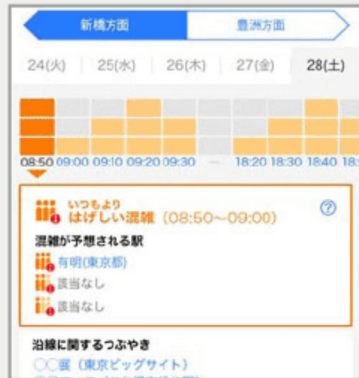 新橋方面 豊洲方面
24(火) 25(水) 26(木) 27(金) 28(土)
08:50 09:00 09:10 09:20 09:30 — 18:20 18:30 18:40 18:
いつもより
はげしい混雑 (08:50〜09:00)
?
混雑が予想される駅
有明(東京都)
該当なし
該当なし
沿線に関するつぶやき
○○展（東京ビッグサイト）